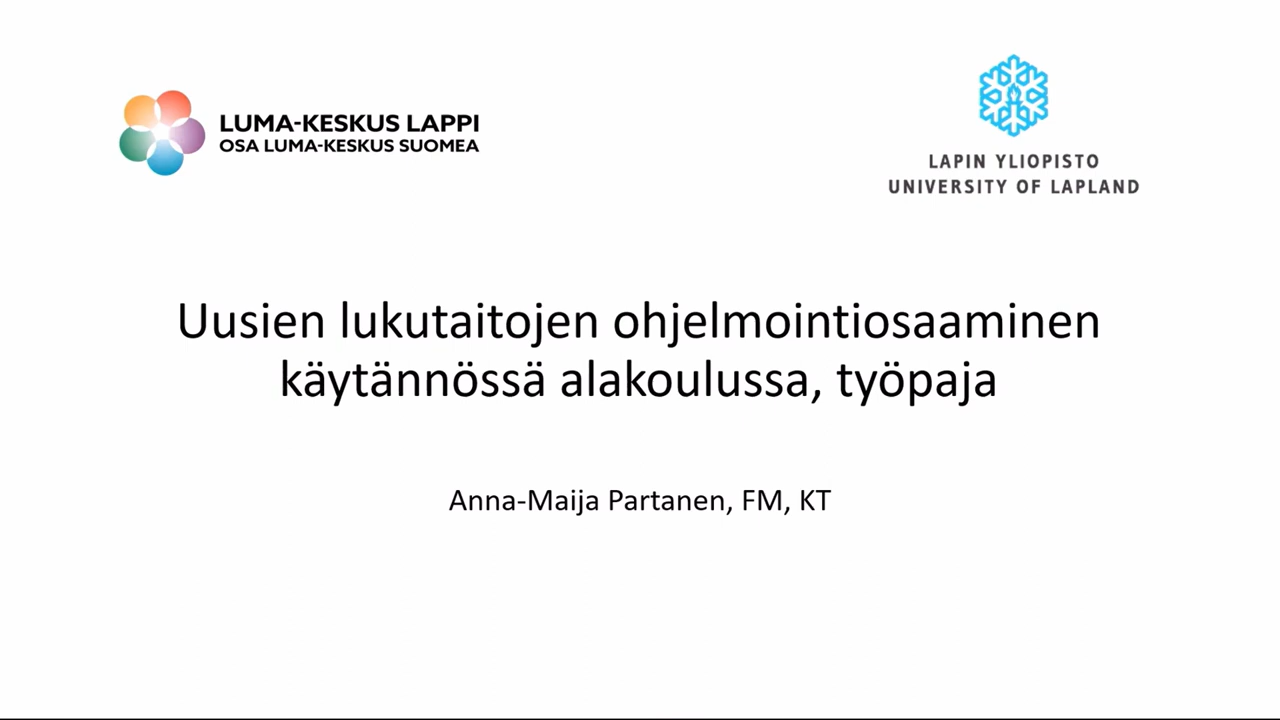 LUMA-KESKUS LAPPI
OSA LUMA-KESKUS SUOMEA
LAPIN YLIOPISTO
UNIVERSITY OF LAPLAND
Uusien lukutaitojen ohjelmointiosaaminen
käytännössä alakoulussa, työpaja
Anna-Maija Partanen, FM, KT